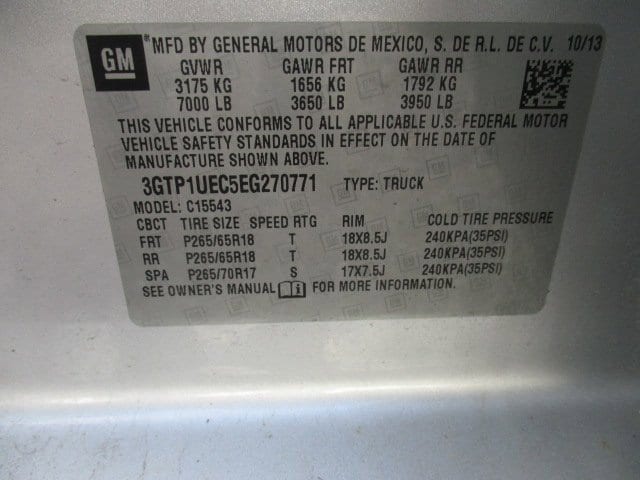 GM MFD BY GENERAL MOTORS DE MEXICO, S. DE R.L. DE C.V. 10/13
GVWR GAWR FRT GAWR RR
3175 KG 1656 KG 1792 KG
7000 LB 3650 LB 3950 LB
THIS VEHICLE CONFORMS TO ALL APPLICABLE U.S. FEDERAL MOTOR
VEHICLE SAFETY STANDARDS IN EFFECT ON THE DATE OF
MANUFACTURE SHOWN ABOVE.
3GTP1UEC5EG270771 TYPE: TRUCK
MODEL: C15543
CBCT TIRE SIZE SPEED RTG RIM COLD TIRE PRESSURE
FRT P265/65R18 T 18X8.5J 240KPA(35PSI)
RR P265/65R18 T 18X8.5J 240KPA(35PSI)
SPA P265/70R17 S 17X7.5J 240KPA(35PSI)
SEE OWNER'S MANUAL FOR MORE INFORMATION.